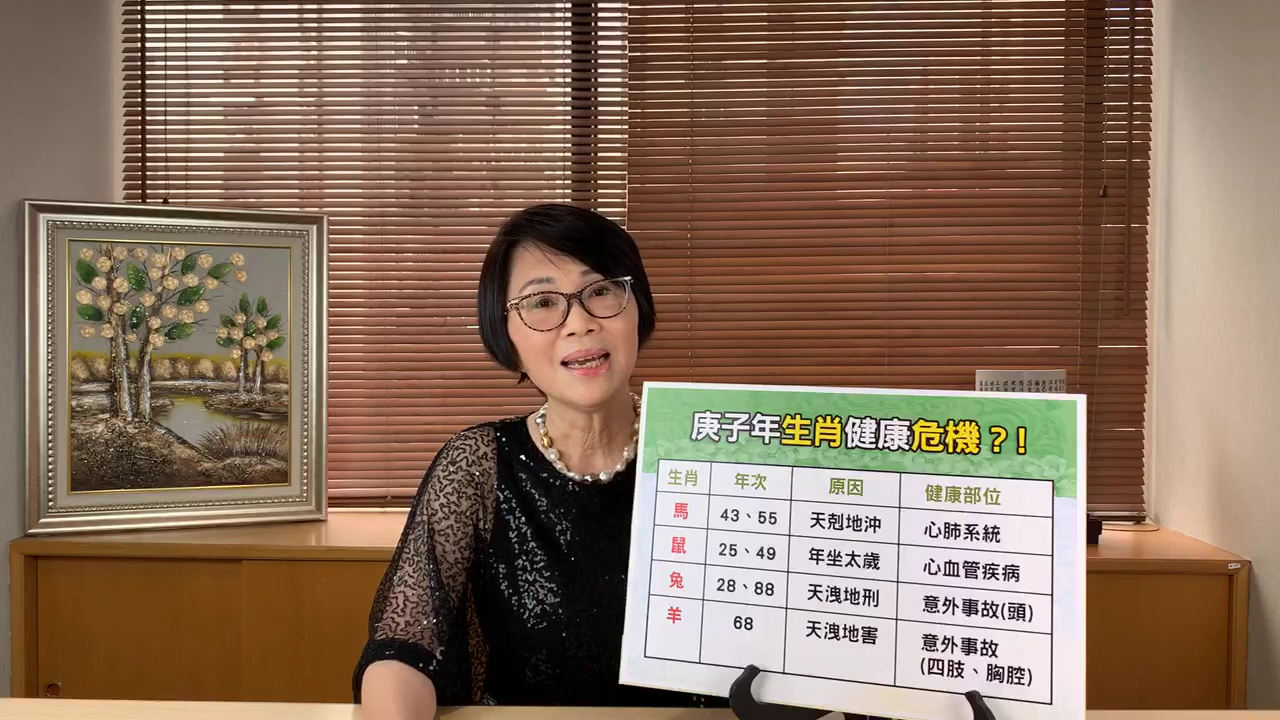 庚子年生肖健康危機?!
生肖 年次 原因 健康部位
馬 43、55 天剋地沖 心肺系統
鼠 25、49 年坐太歲 心血管疾病
兔 28、88 天洩地刑 意外事故(頭)
羊 68 天洩地害 意外事故
(四肢、胸腔)